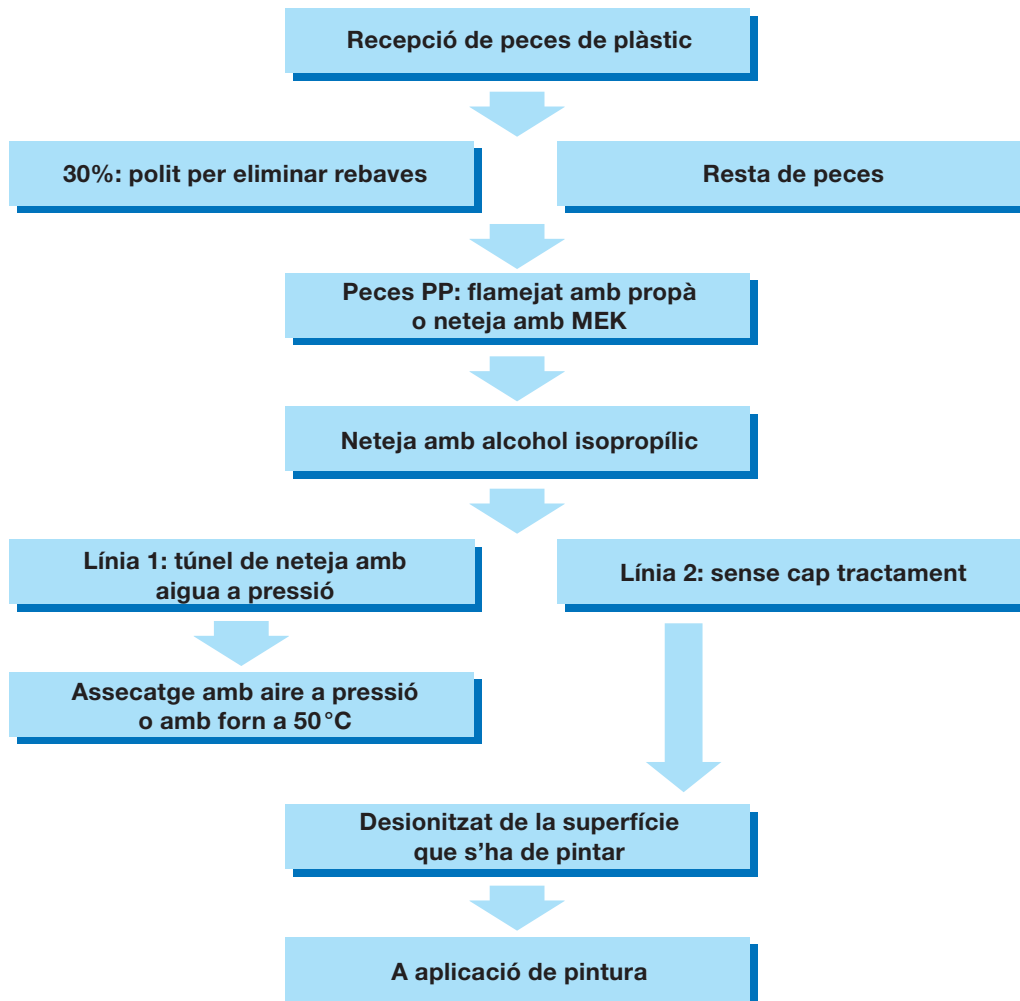 Recepció de peces de plàstic
30%: polit per eliminar rebaves
Resta de peces
Peces PP: flamejat amb propà
o neteja amb MEK
Neteja amb alcohol isopropílic
Línia 1: túnel de neteja amb
aigua a pressió
Línia 2: sense cap tractament
Assecatge amb aire a pressió
o amb forn a 50°C
Desionitzat de la superfície
que s'ha de pintar
A aplicació de pintura